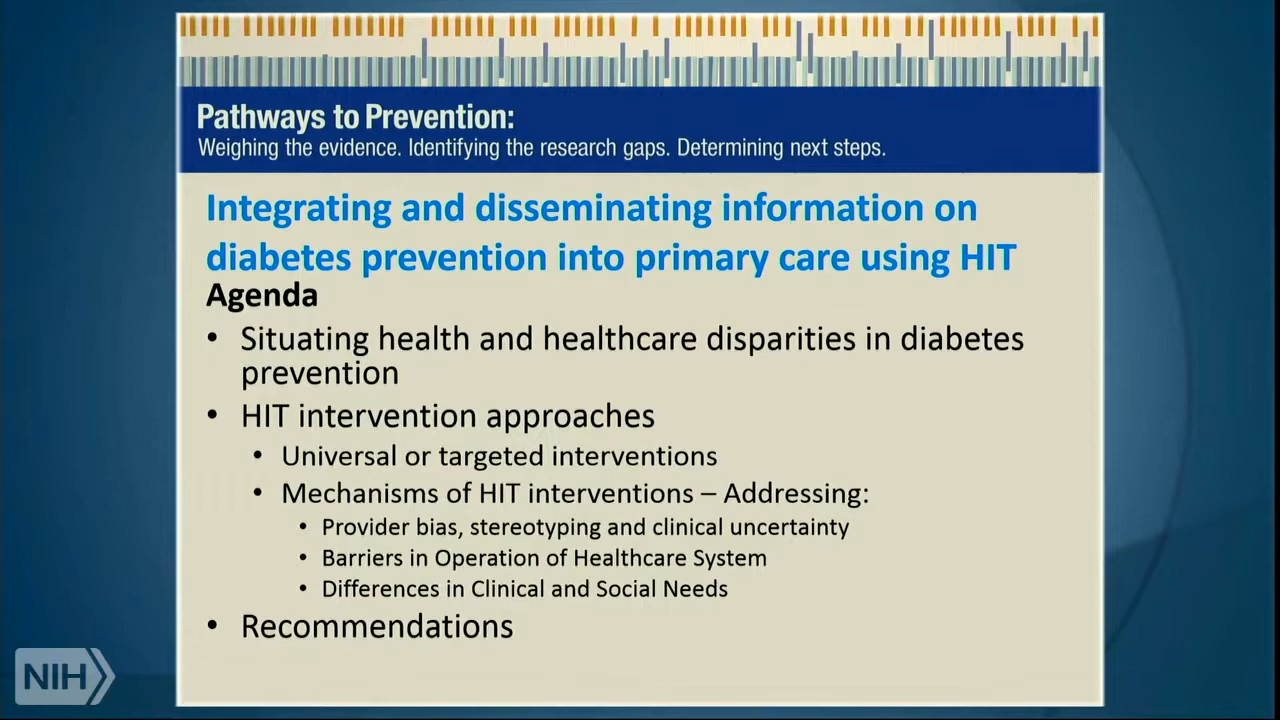 Pathways to Prevention:
Weighing the evidence. Identifying the research gaps. Determining next steps.
Integrating and disseminating information on
diabetes prevention into primary care using HIT
Agenda
• Situating health and healthcare disparities in diabetes
prevention
• HIT intervention approaches
• Universal or targeted interventions
• Mechanisms of HIT interventions – Addressing:
• Provider bias, stereotyping and clinical uncertainty
• Barriers in Operation of Healthcare System
• Differences in Clinical and Social Needs
• Recommendations
NIH